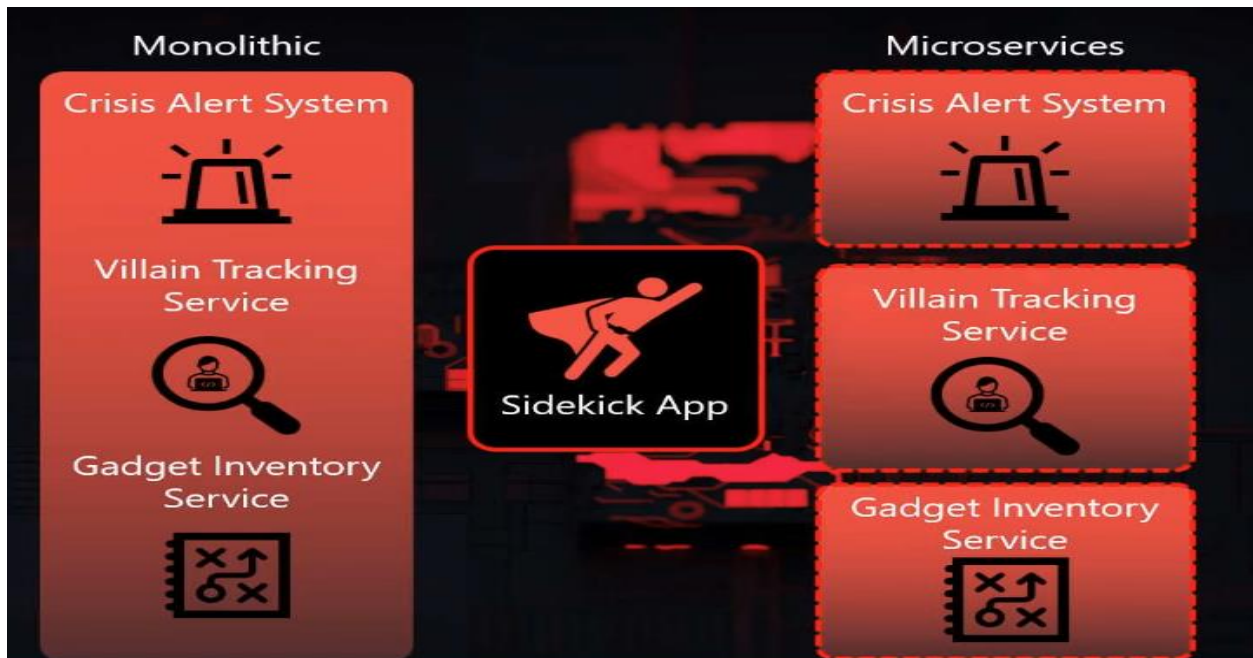 Monolithic
Crisis Alert System
Villain Tracking
Service
Gadget Inventory
Service
Sidekick App
Microservices
Crisis Alert System
Villain Tracking
Service
Gadget Inventory
Service